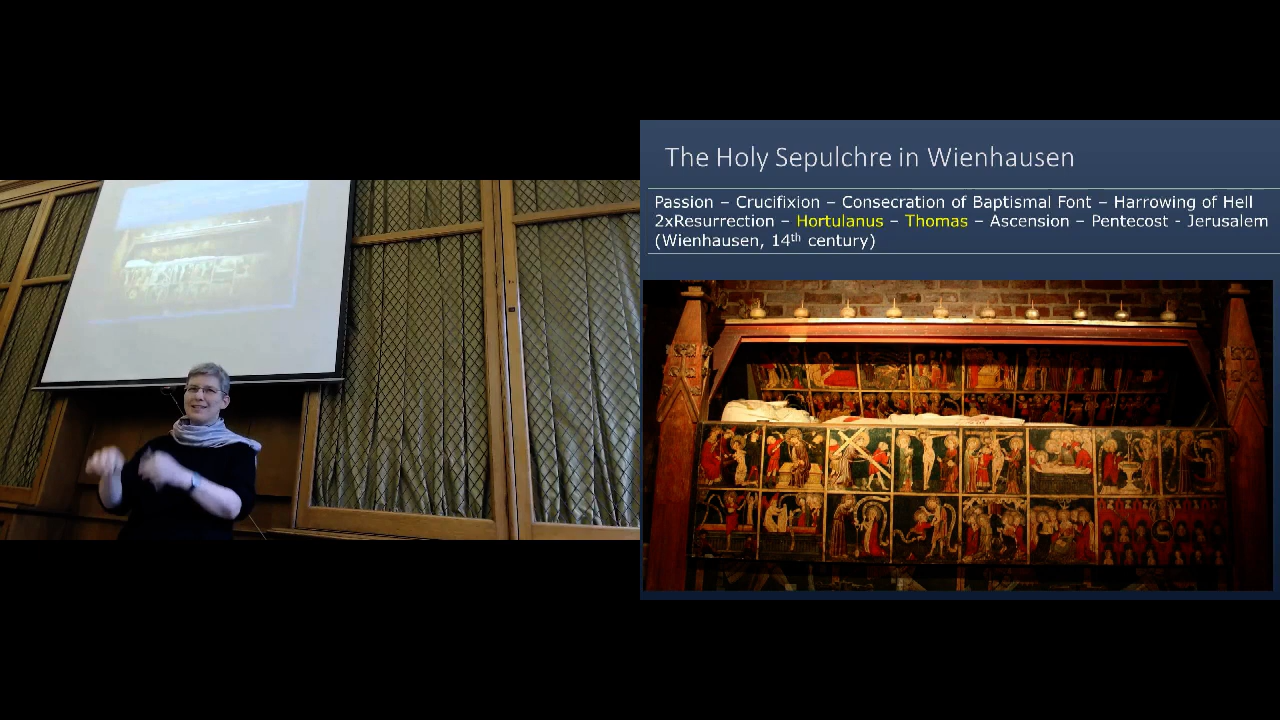 The Holy Sepulchre in Wienhausen
Passion – Crucifixion – Consecration of Baptismal Font – Harrowing of Hell
2xResurrection – Hortulanus – Thomas – Ascension – Pentecost - Jerusalem
(Wienhausen, 14th century)